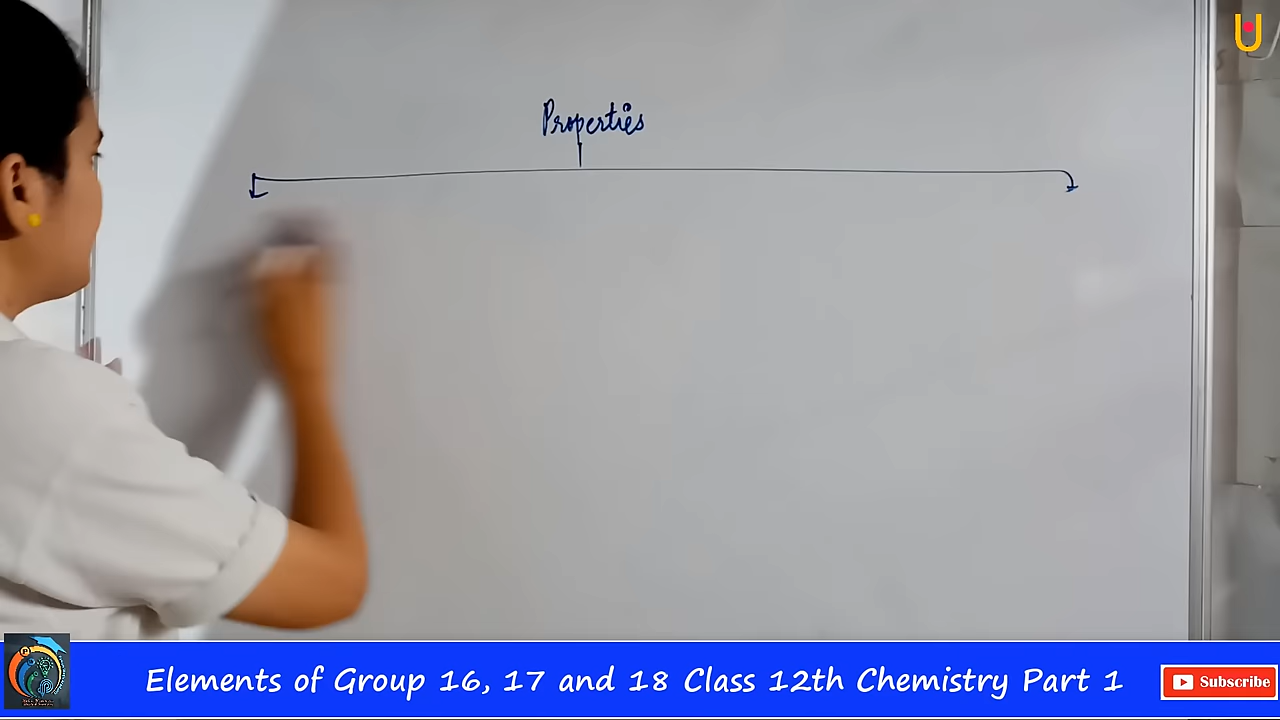 Properties
Elements of Group 16, 17 and 18 Class 12th Chemistry Part 1
Subscribe